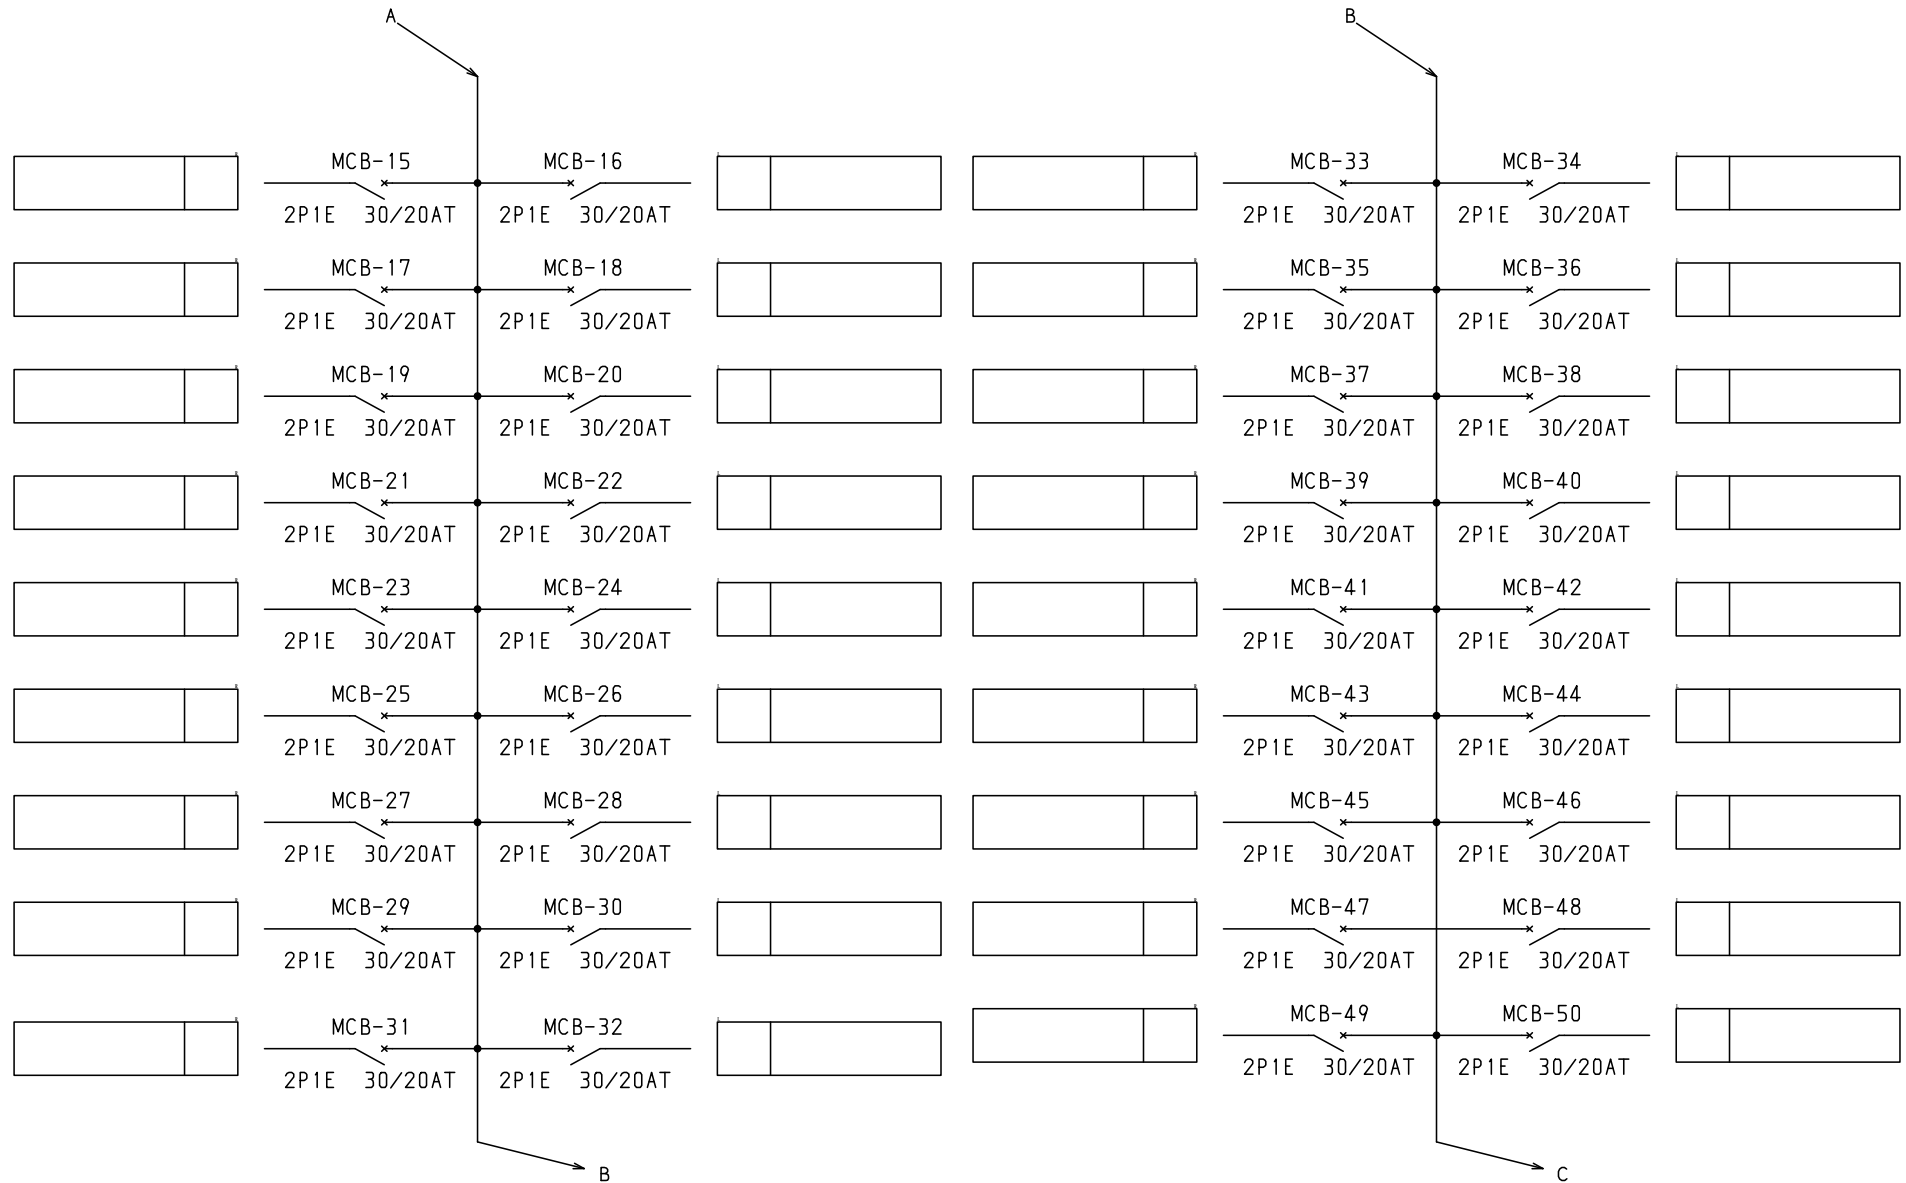 A
B
MCB-15 MCB-16 MCB-33 MCB-34
2P1E 30/20AT 2P1E 30/20AT 2P1E 30/20AT 2P1E 30/20AT
MCB-17 MCB-18 MCB-35 MCB-36
2P1E 30/20AT 2P1E 30/20AT 2P1E 30/20AT 2P1E 30/20AT
MCB-19 MCB-20 MCB-37 MCB-38
2P1E 30/20AT 2P1E 30/20AT 2P1E 30/20AT 2P1E 30/20AT
MCB-21 MCB-22 MCB-39 MCB-40
2P1E 30/20AT 2P1E 30/20AT 2P1E 30/20AT 2P1E 30/20AT
MCB-23 MCB-24 MCB-41 MCB-42
2P1E 30/20AT 2P1E 30/20AT 2P1E 30/20AT 2P1E 30/20AT
MCB-25 MCB-26 MCB-43 MCB-44
2P1E 30/20AT 2P1E 30/20AT 2P1E 30/20AT 2P1E 30/20AT
MCB-27 MCB-28 MCB-45 MCB-46
2P1E 30/20AT 2P1E 30/20AT 2P1E 30/20AT 2P1E 30/20AT
MCB-29 MCB-30 MCB-47 MCB-48
2P1E 30/20AT 2P1E 30/20AT 2P1E 30/20AT 2P1E 30/20AT
MCB-31 MCB-32 MCB-49 MCB-50
2P1E 30/20AT 2P1E 30/20AT 2P1E 30/20AT 2P1E 30/20AT
B
C